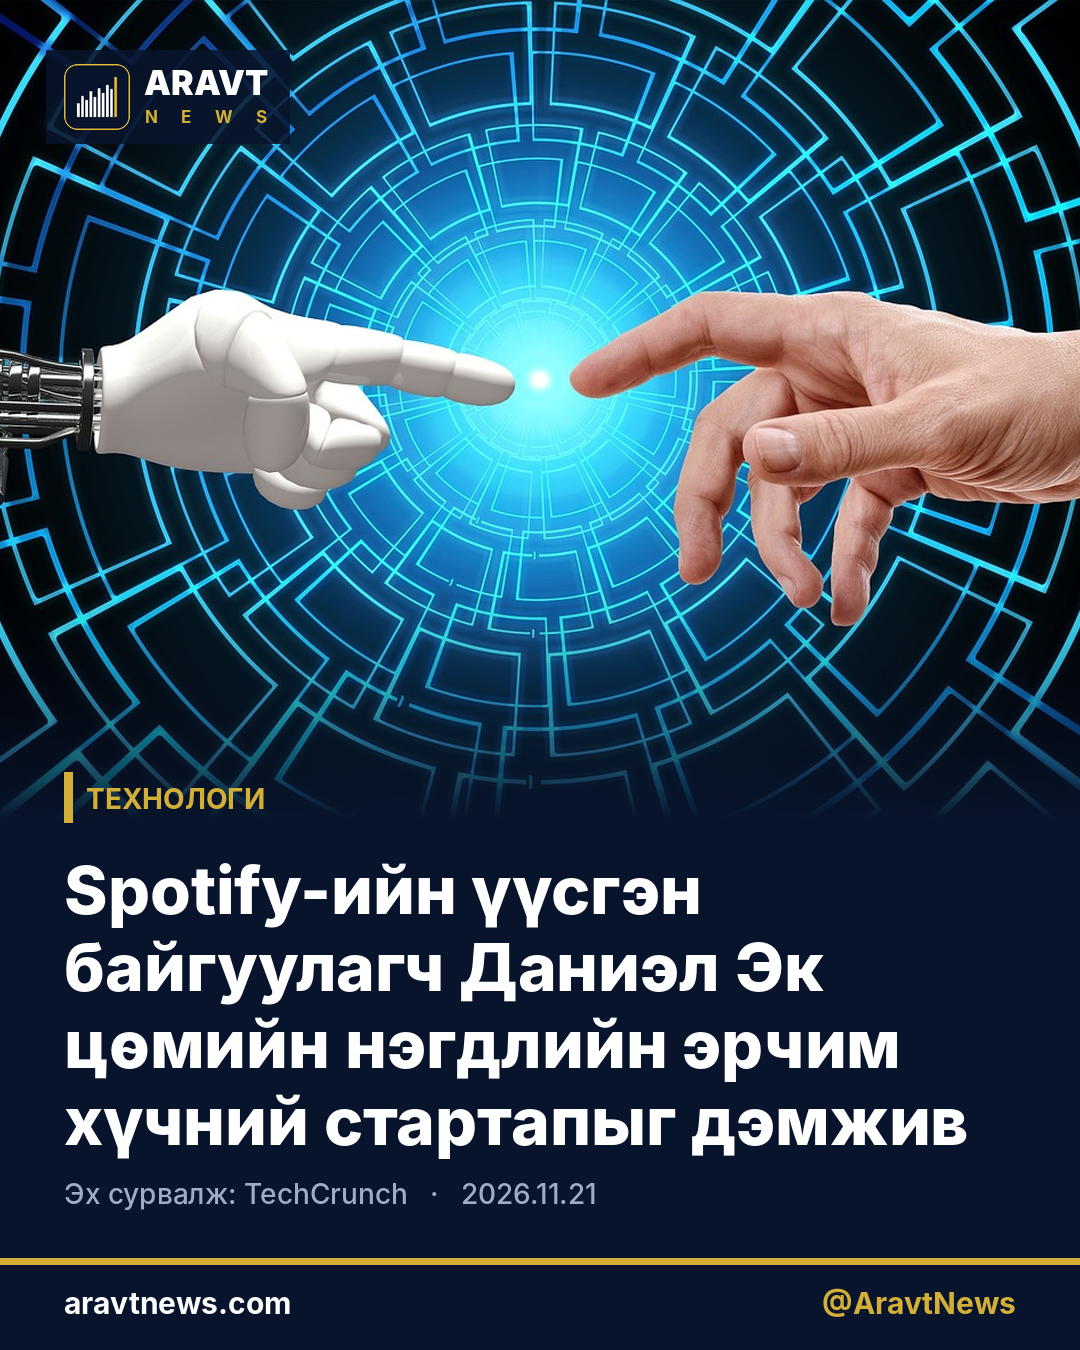 ARAVT
NEWS
ТЕХНОЛОГИ
Spotify-ийн үүсгэн
байгуулагч Даниэл Эк
цөмийн нэгдлийн эрчим
хүчний стартапыг дэмжив
Эх сурвалж: TechCrunch · 2026.11.21
aravtnews.com
@AravtNews